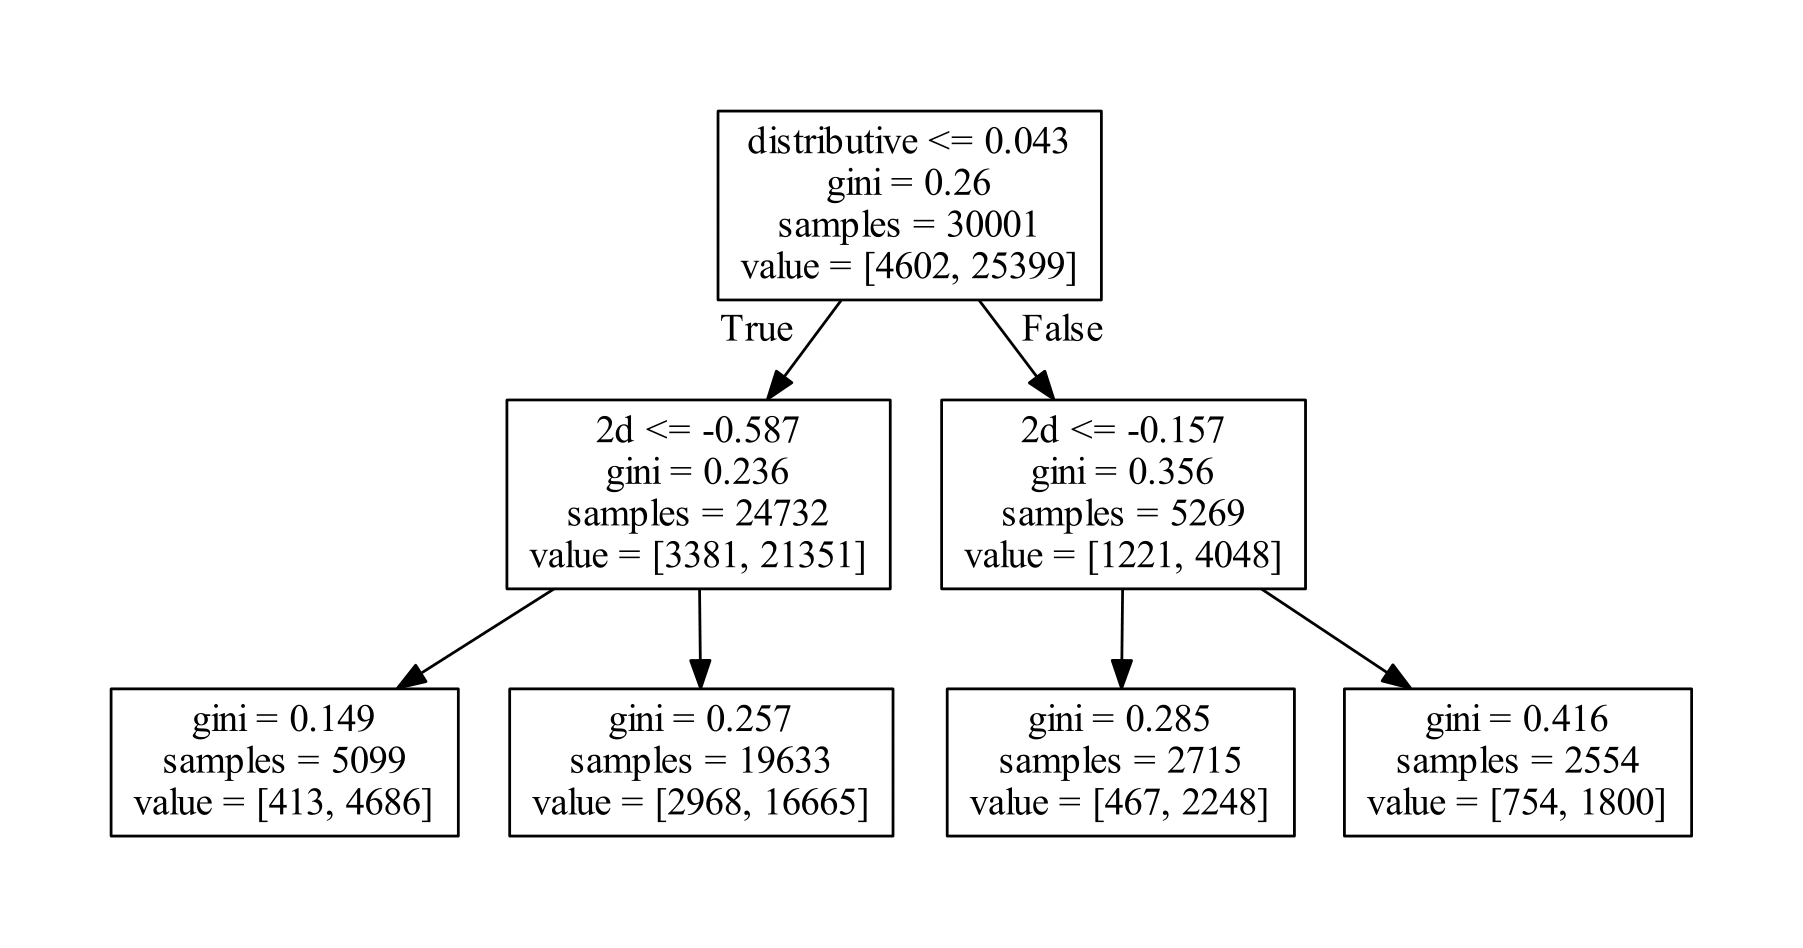 distributive <= 0.043
gini = 0.26
samples = 30001
value = [4602, 25399]
True
False
2d <= -0.587
gini = 0.236
samples = 24732
value = [3381, 21351]
2d <= -0.157
gini = 0.356
samples = 5269
value = [1221, 4048]
gini = 0.149
samples = 5099
value = [413, 4686]
gini = 0.257
samples = 19633
value = [2968, 16665]
gini = 0.285
samples = 2715
value = [467, 2248]
gini = 0.416
samples = 2554
value = [754, 1800]